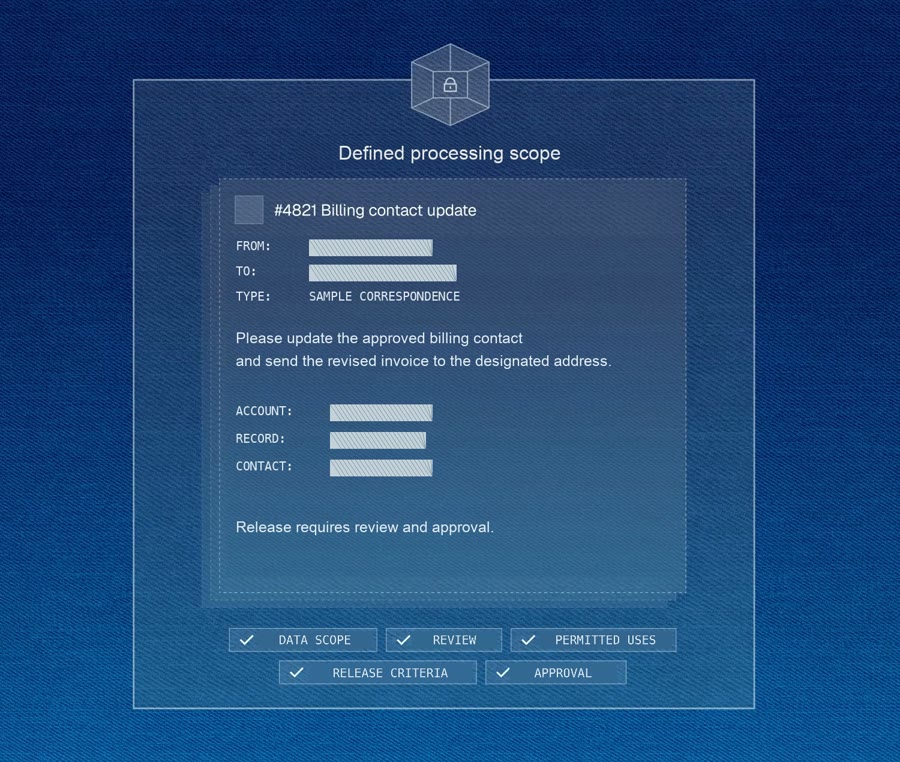 Defined processing scope
#4821 Billing contact update
FROM:
TO:
TYPE: SAMPLE CORRESPONDENCE
Please update the approved billing contact
and send the revised invoice to the designated address.
ACCOUNT:
RECORD:
CONTACT:
Release requires review and approval.
DATA SCOPE REVIEW PERMITTED USES
RELEASE CRITERIA APPROVAL